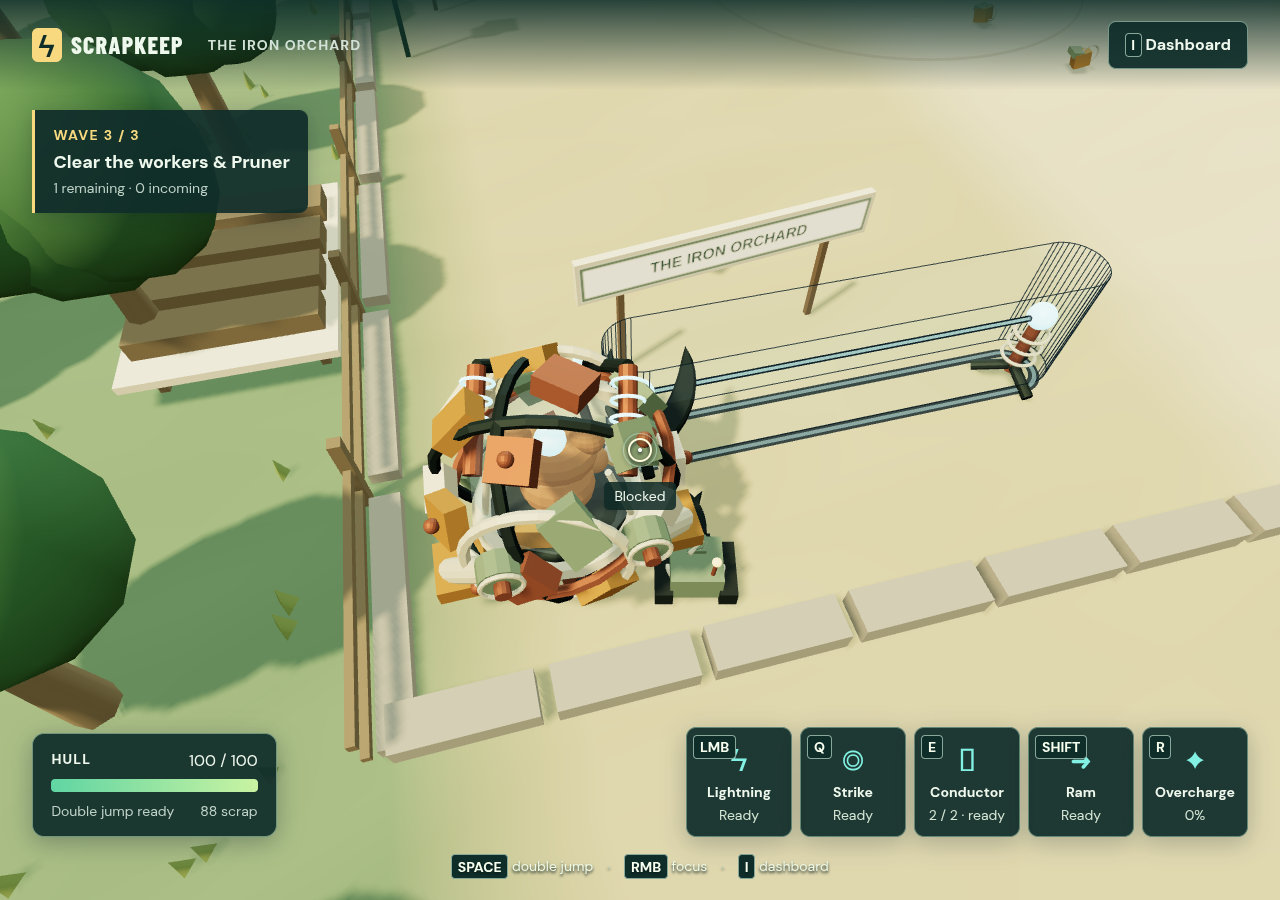 SCRAPKEEP
THE IRON ORCHARD
I Dashboard
WAVE 3 / 3
Clear the workers & Pruner
1 remaining · 0 incoming
THE IRON ORCHARD
Blocked
HULL
100 / 100
Double jump ready
88 scrap
LMB
Lightning
Ready
Q
Strike
Ready
E
Conductor
2 / 2 · ready
SHIFT
Ram
Ready
R
Overcharge
0%
SPACE double jump · RMB focus · I dashboard